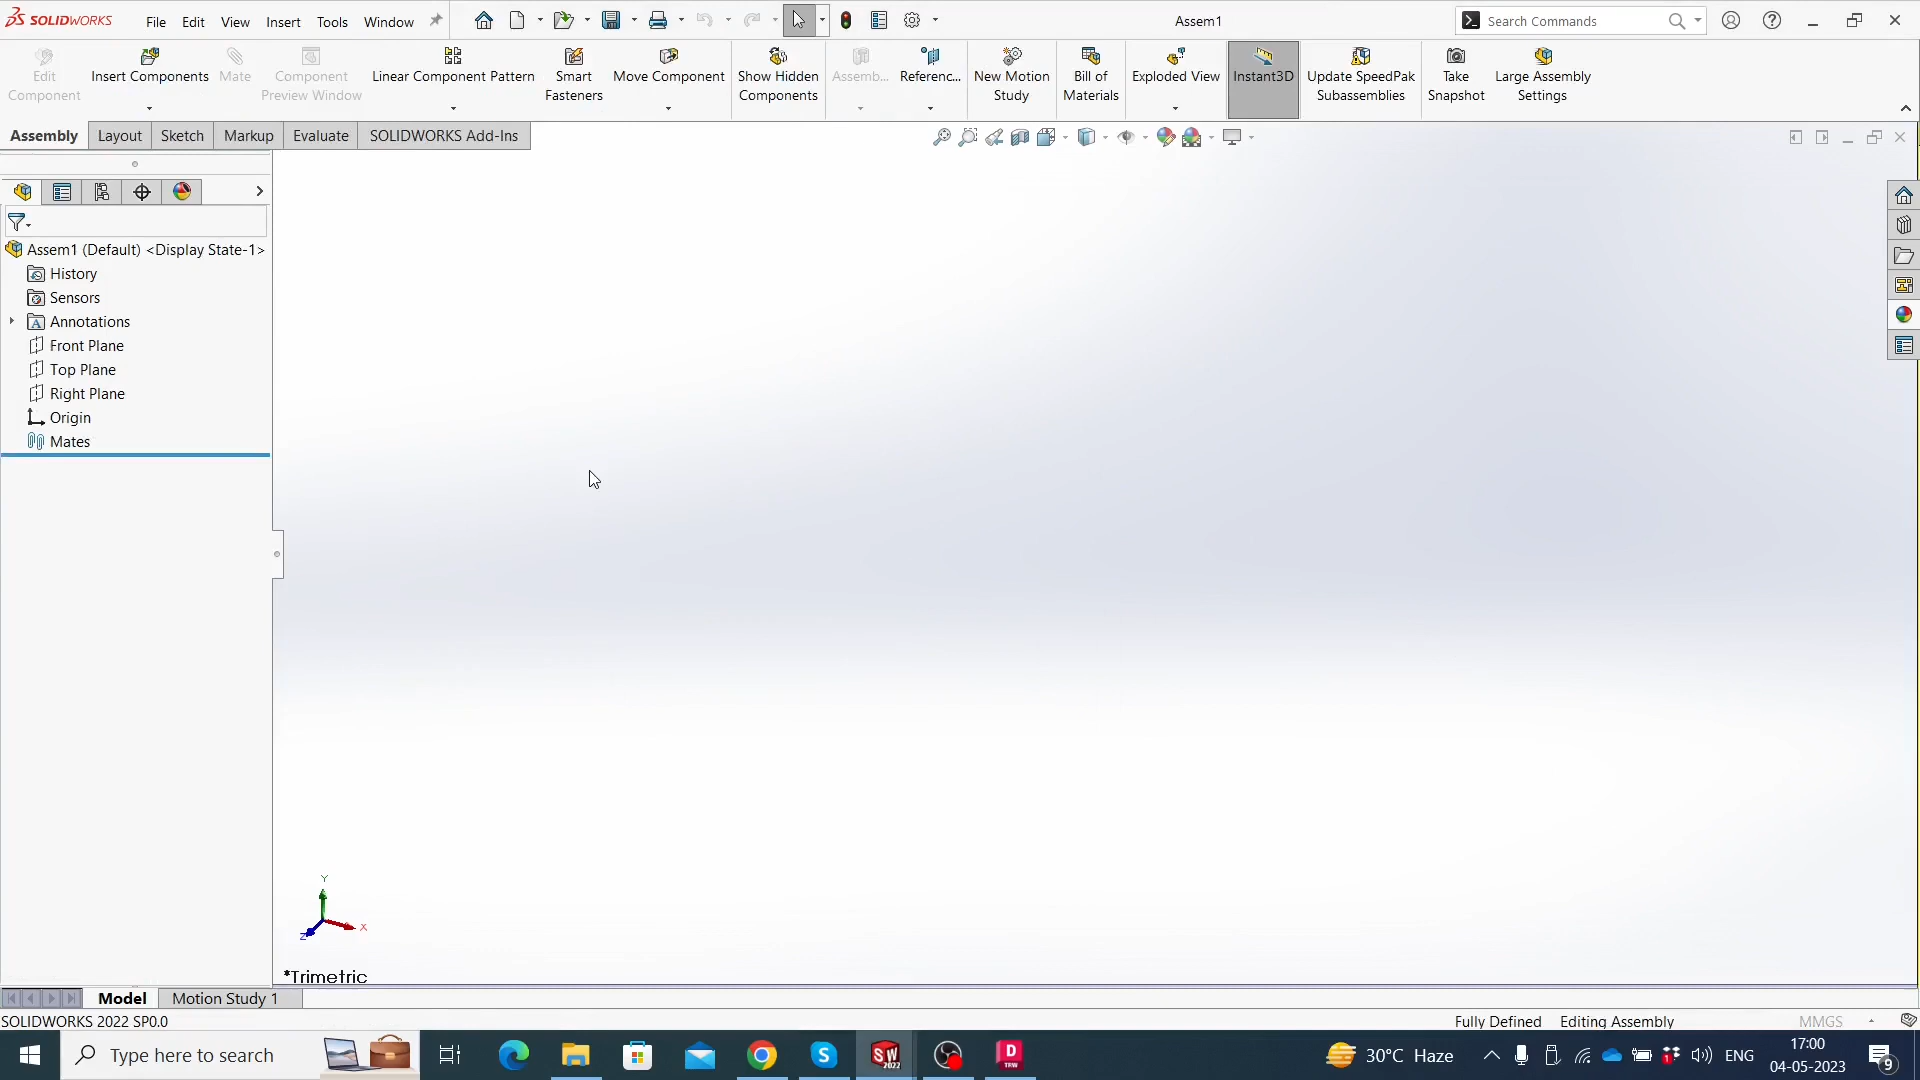 SOLIDWORKS File Edit View Insert Tools Window Assem1 Search Commands
Edit Component
Insert Components
Mate
Component Preview Window
Linear Component Pattern
Smart Fasteners
Move Component
Show Hidden Components
Assemb...
Referenc...
New Motion Study
Bill of Materials
Exploded View
Instant3D
Update SpeedPak Subassemblies
Take Snapshot
Large Assembly Settings
Assembly Layout Sketch Markup Evaluate SOLIDWORKS Add-Ins
Assem1 (Default) <Display State-1>
History
Sensors
A Annotations
Front Plane
Top Plane
Right Plane
Origin
Mates
Y
X
Z
*Trimetric
Model Motion Study 1
SOLIDWORKS 2022 SP0.0 Fully Defined Editing Assembly MMGS
Type here to search SW 2022 D TRW 30°C Haze ENG 17:00
04-05-2023 9